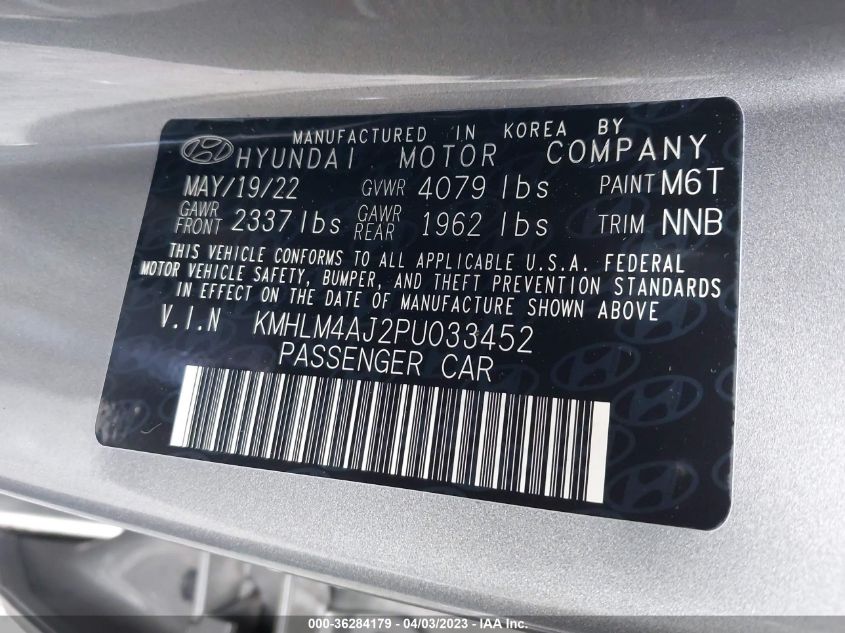 MANUFACTURED IN KOREA BY
HYUNDAI MOTOR COMPANY
MAY/19/22 GVWR 4079 lbs PAINT M6T
GAWR FRONT 2337 lbs GAWR REAR 1962 lbs TRIM NNB
THIS VEHICLE CONFORMS TO ALL APPLICABLE U.S.A. FEDERAL
MOTOR VEHICLE SAFETY, BUMPER, AND THEFT PREVENTION STANDARDS
IN EFFECT ON THE DATE OF MANUFACTURE SHOWN ABOVE
V.I.N KMHLM4AJ2PU033452
PASSENGER CAR
000-36284179 - 04/03/2023 - IAA Inc.